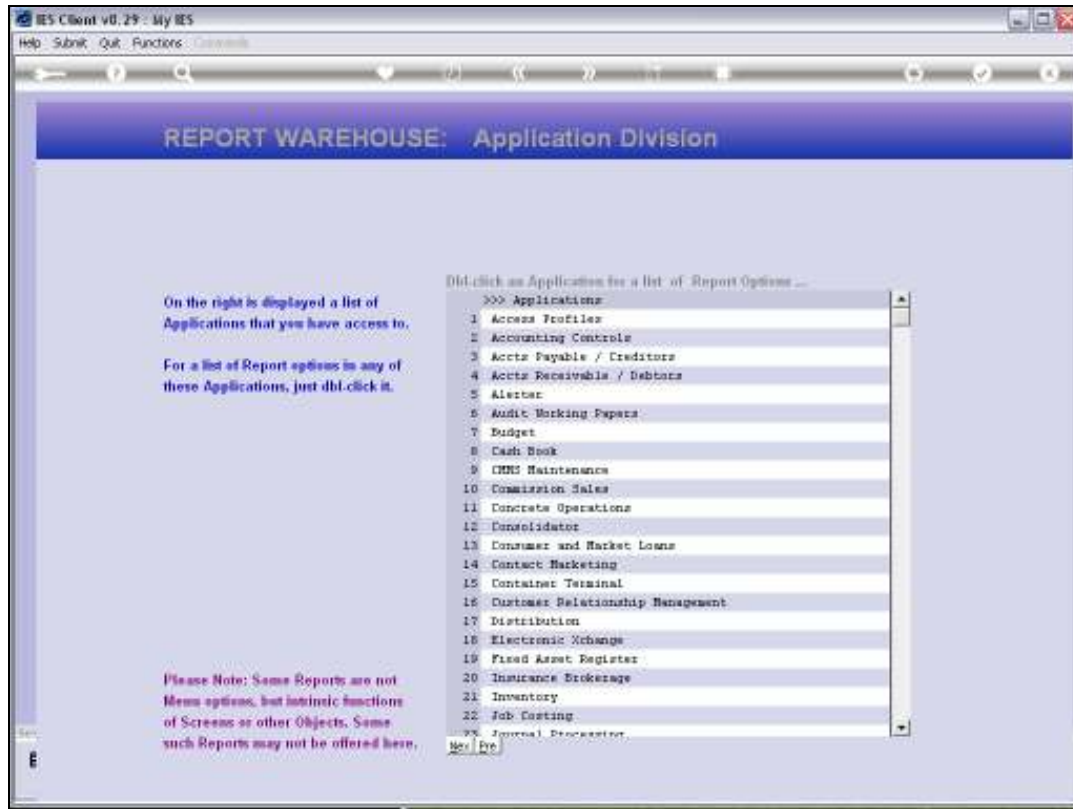 IES Client v0.29 : My IES
Help Submit Quit Functions Commands
REPORT WAREHOUSE: Application Division
Dbl-click an Application for a list of Report Options ...
>>> Applications
On the right is displayed a list of
Applications that you have access to.
For a list of Report options in any of
these Applications, just dbl-click it.
1 Access Profiles
2 Accounting Controls
3 Accts Payable / Creditors
4 Accts Receivable / Debtors
5 Alerter
6 Audit Working Papers
7 Budget
8 Cash Book
9 CMMS Maintenance
10 Commission Sales
11 Concrete Operations
12 Consolidator
13 Consumer and Market Loans
14 Contact Marketing
15 Container Terminal
16 Customer Relationship Management
17 Distribution
18 Electronic Xchange
19 Fixed Asset Register
20 Insurance Brokerage
21 Inventory
22 Job Costing
23 Journal Processing
Please Note: Some Reports are not
Menu options, but intrinsic functions
of Screens or other Objects. Some
such Reports may not be offered here.
Nex Pre